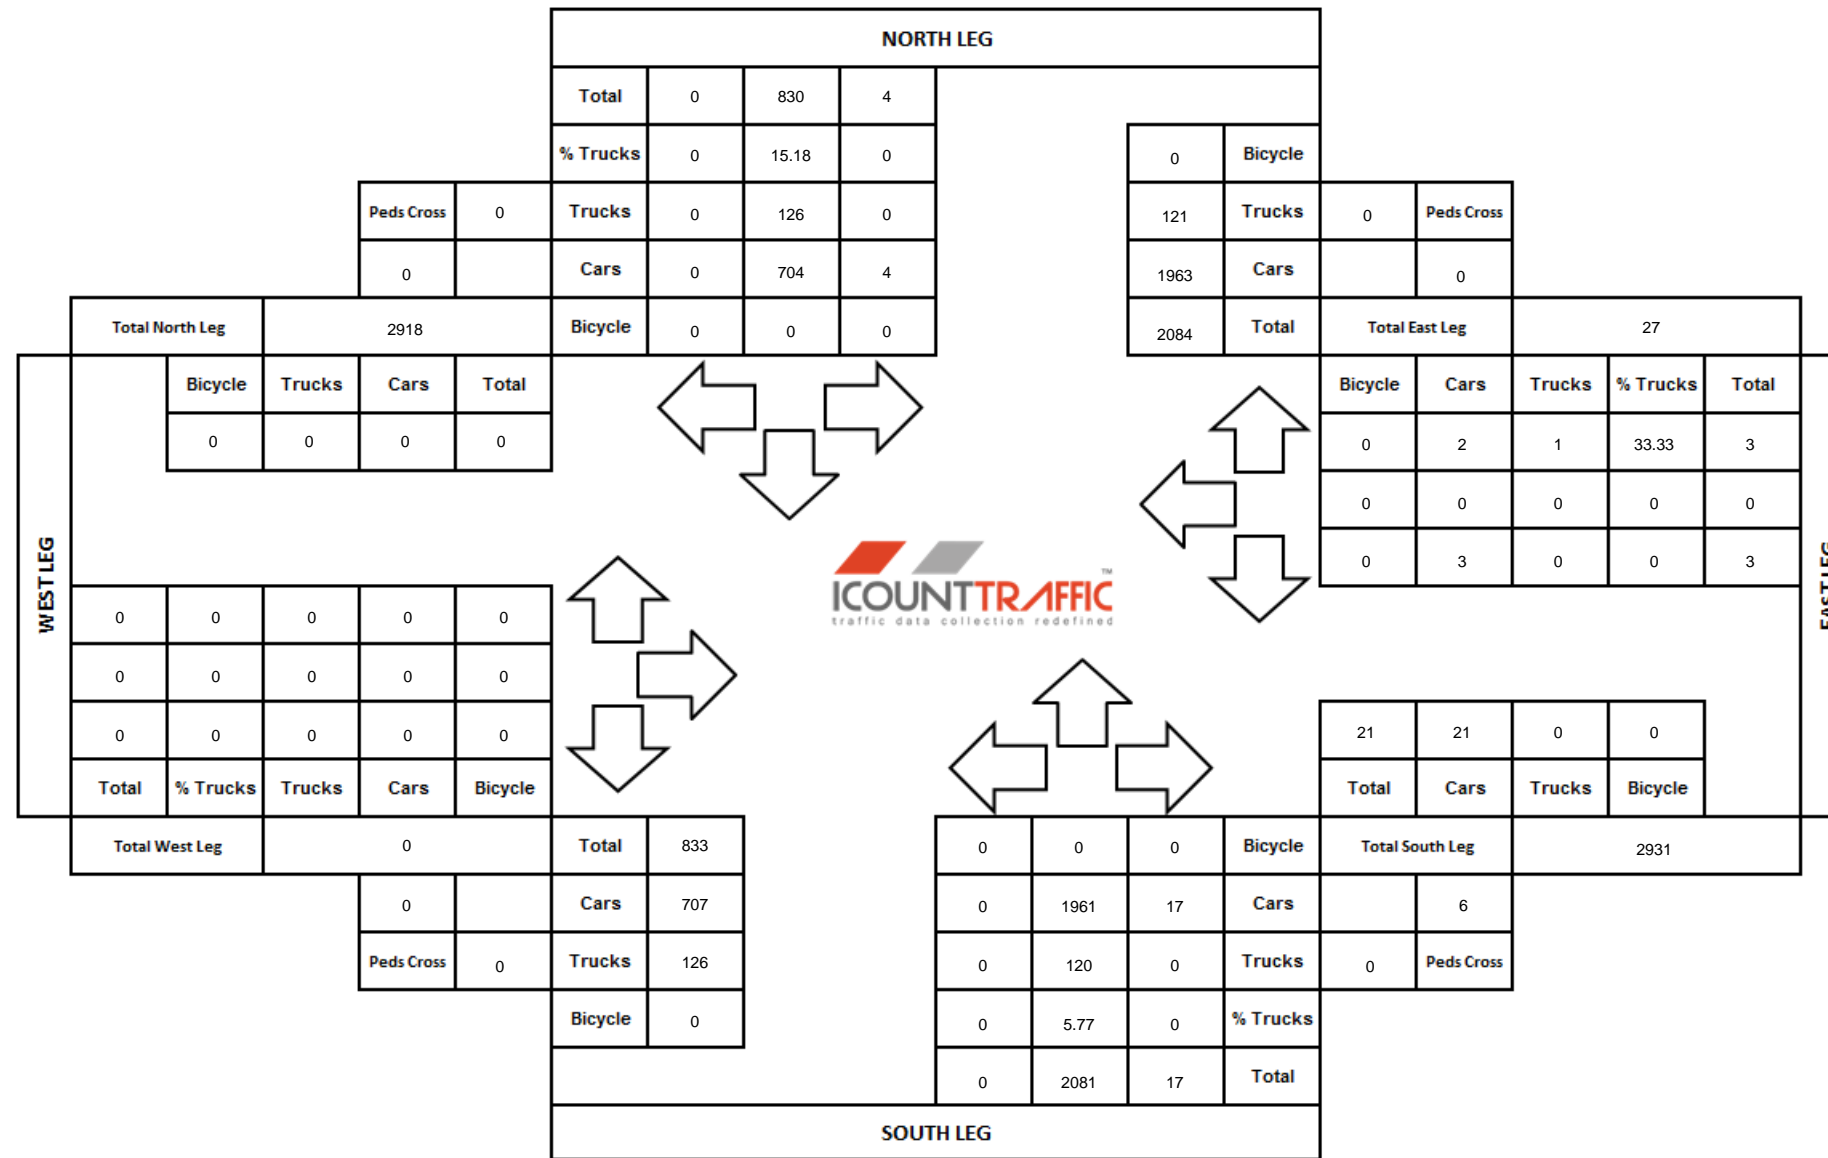 NORTH LEG
Total 0 830 4
% Trucks 0 15.18 0 0 Bicycle
Peds Cross 0 Trucks 0 126 0 121 Trucks 0 Peds Cross
0 Cars 0 704 4 1963 Cars 0
Total North Leg 2918 Bicycle 0 0 0 2084 Total Total East Leg 27
Bicycle Trucks Cars Total Bicycle Cars Trucks % Trucks Total
0 0 0 0 0 2 1 33.33 3
0 0 0 0 0
0 3 0 0 3
WEST LEG
EAST LEG
ICOUNTTRAFFIC TM
traffic data collection redefined
0 0 0 0 0
0 0 0 0 0
0 0 0 0 0 21 21 0 0
Total % Trucks Trucks Cars Bicycle Total Cars Trucks Bicycle
Total West Leg 0 Total 833 0 0 0 Bicycle Total South Leg 2931
0 Cars 707 0 1961 17 Cars 6
Peds Cross 0 Trucks 126 0 120 0 Trucks 0 Peds Cross
Bicycle 0 0 5.77 0 % Trucks
0 2081 17 Total
SOUTH LEG